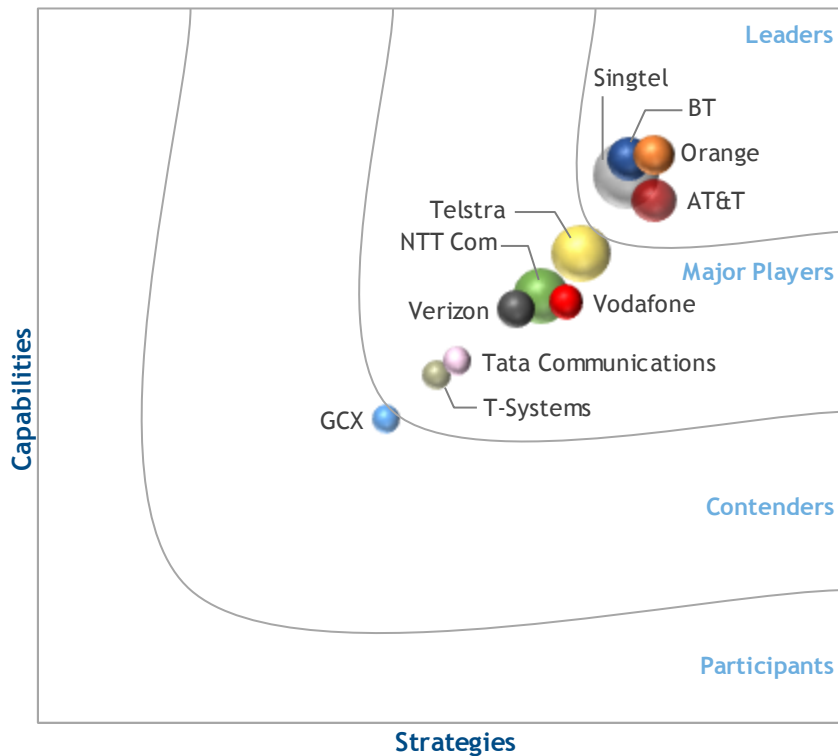 Leaders
Singtel
BT
Orange
AT&T
Telstra
NTT Com
Major Players
Verizon
Vodafone
Tata Communications
T-Systems
GCX
Capabilities
Contenders
Participants
Strategies